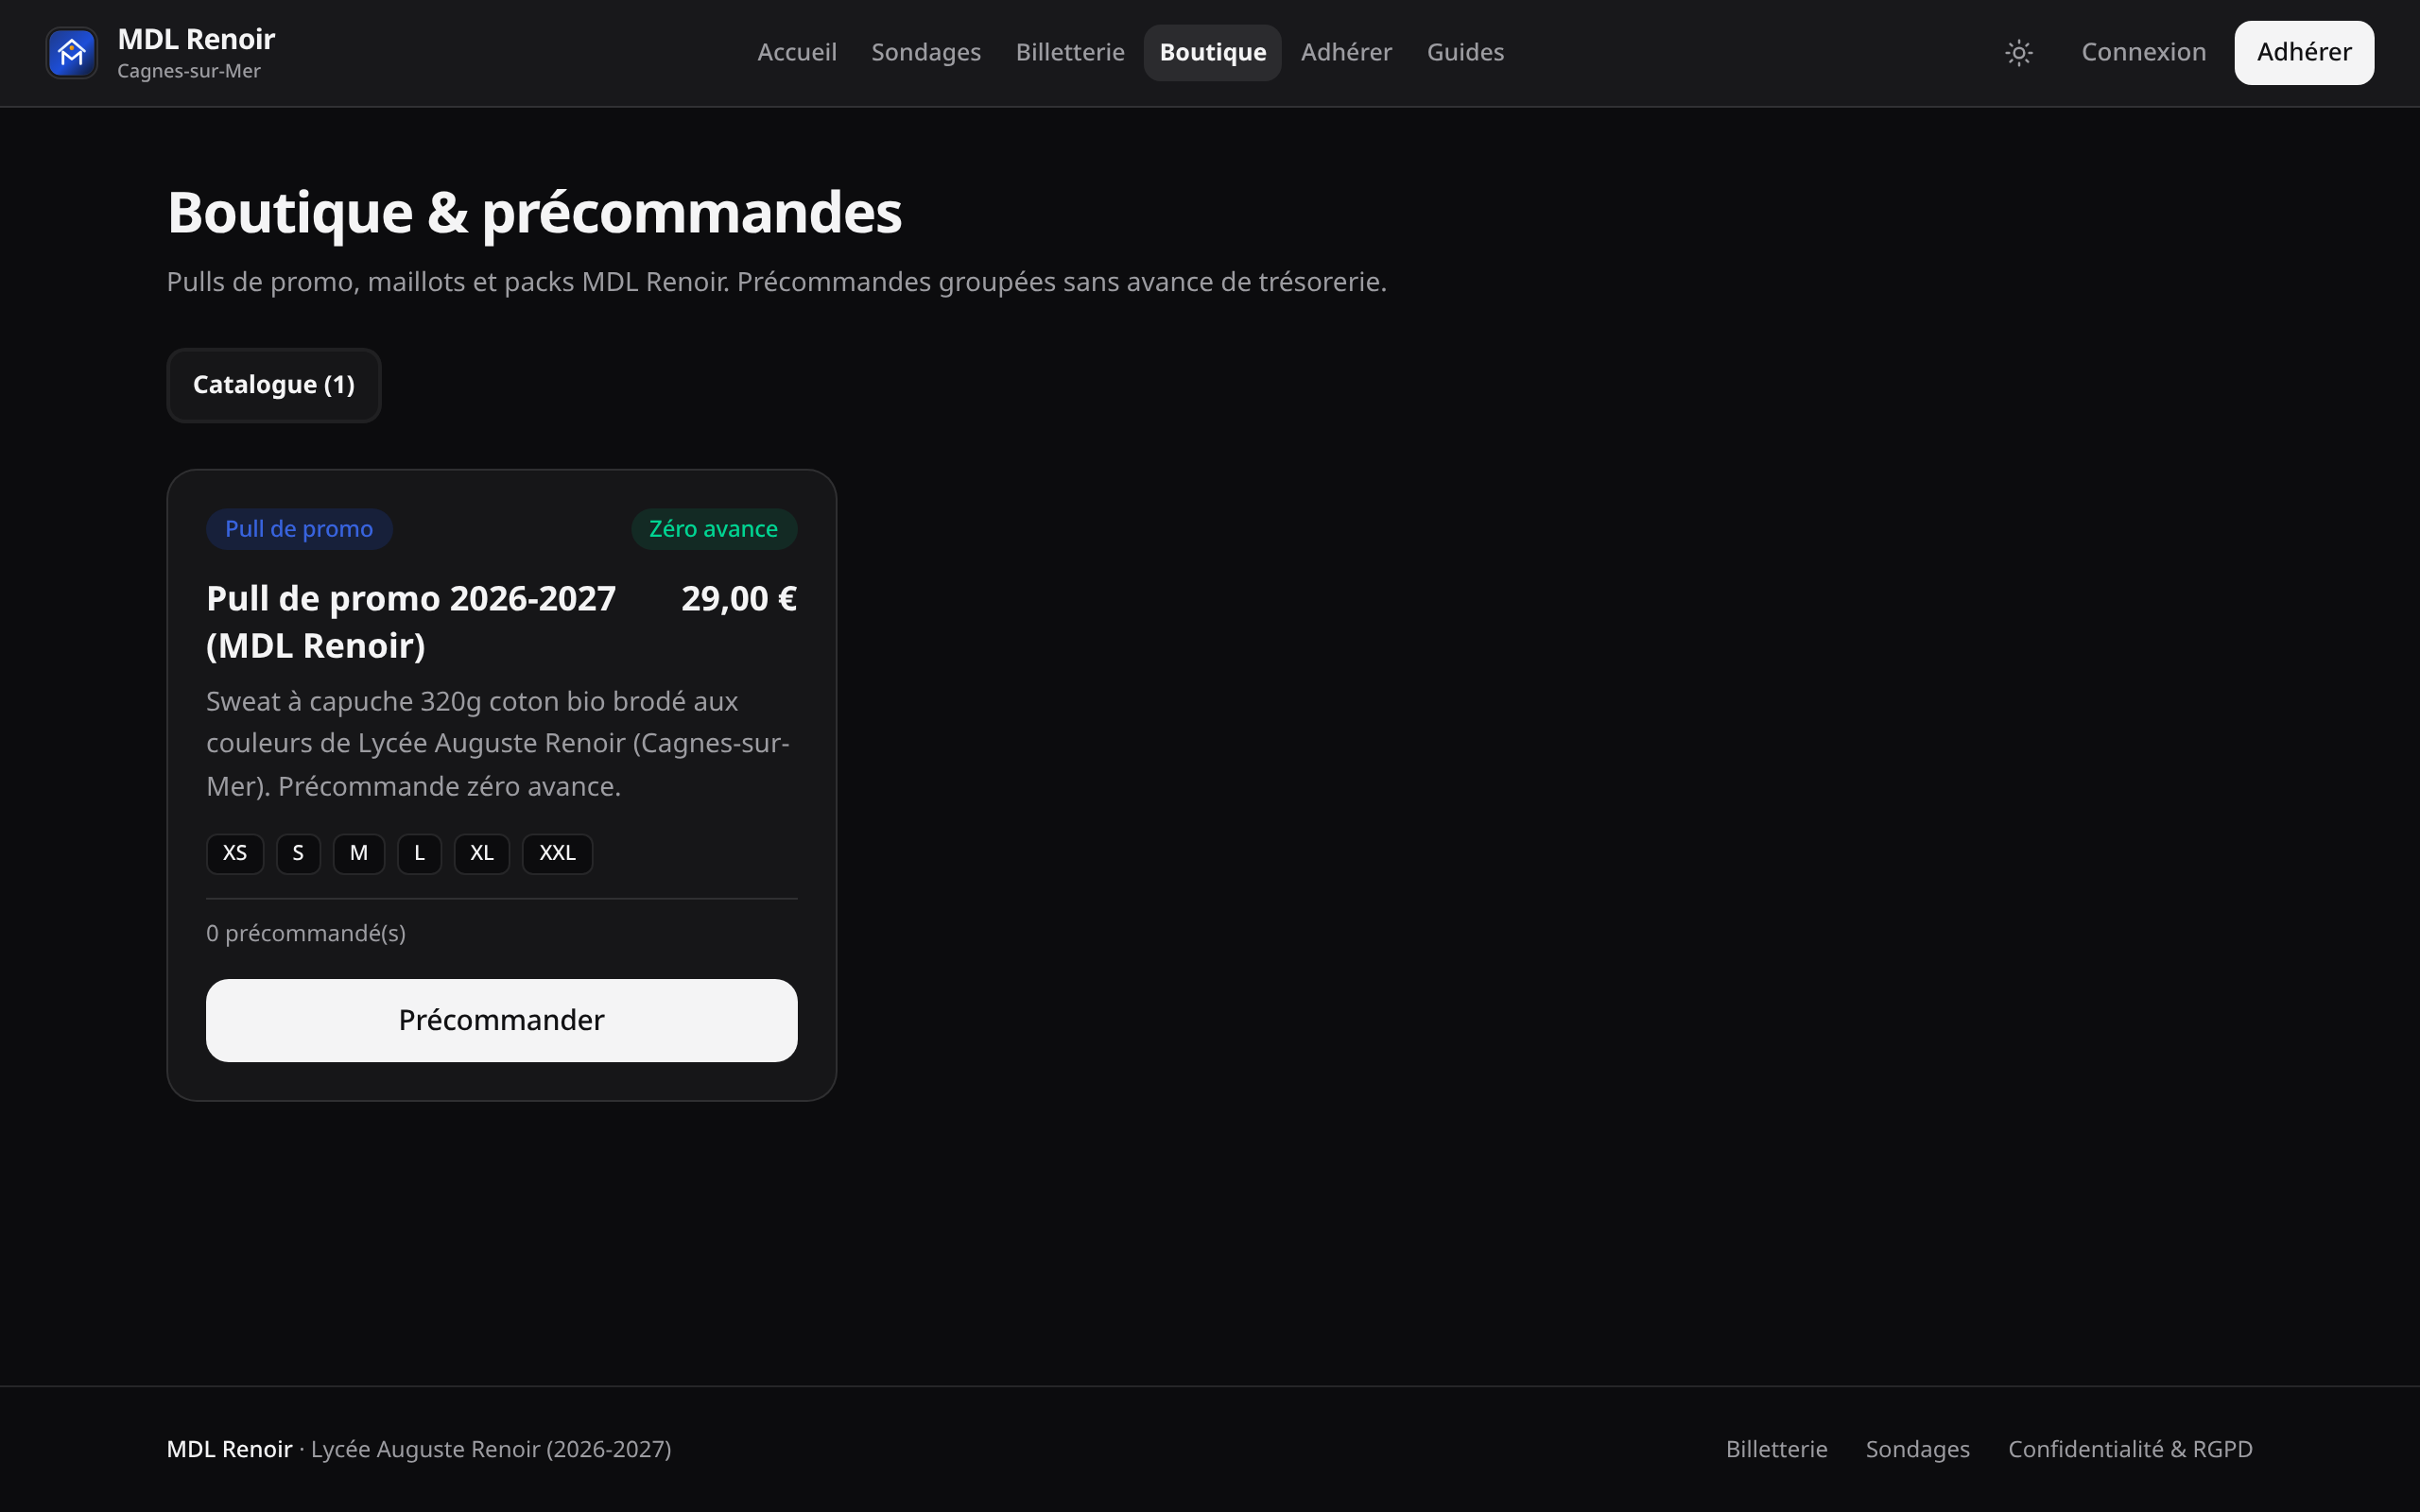 MDL Renoir
Cagnes-sur-Mer
Accueil Sondages Billetterie Boutique Adhérer Guides
Connexion Adhérer
Boutique & précommandes
Pulls de promo, maillots et packs MDL Renoir. Précommandes groupées sans avance de trésorerie.
Catalogue (1)
Pull de promo Zéro avance
Pull de promo 2026-2027 29,00 €
(MDL Renoir)
Sweat à capuche 320g coton bio brodé aux
couleurs de Lycée Auguste Renoir (Cagnes-sur-
Mer). Précommande zéro avance.
XS S M L XL XXL
0 précommandé(s)
Précommander
MDL Renoir · Lycée Auguste Renoir (2026-2027)
Billetterie Sondages Confidentialité & RGPD